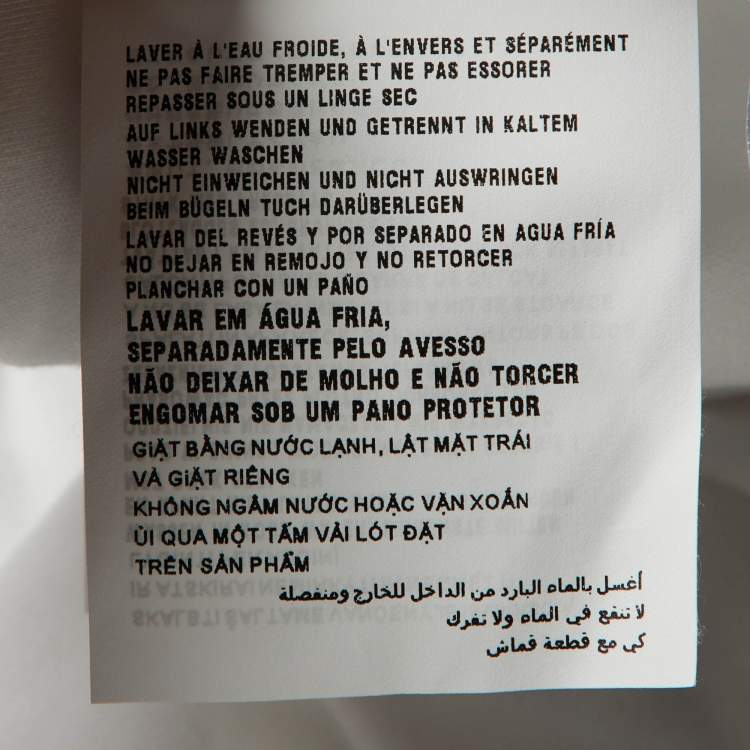 LAVER À L'EAU FROIDE, À L'ENVERS ET SÉPARÉMENT
NE PAS FAIRE TREMPER ET NE PAS ESSORER
REPASSER SOUS UN LINGE SEC
AUF LINKS WENDEN UND GETRENNT IN KALTEM
WASSER WASCHEN
NICHT EINWEICHEN UND NICHT AUSWRINGEN
BEIM BÜGELN TUCH DARÜBERLEGEN
LAVAR DEL REVÉS Y POR SEPARADO EN AGUA FRÍA
NO DEJAR EN REMOJO Y NO RETORCER
PLANCHAR CON UN PAÑO
LAVAR EM ÁGUA FRIA,
SEPARADAMENTE PELO AVESSO
NÃO DEIXAR DE MOLHO E NÃO TORCER
ENGOMAR SOB UM PANO PROTETOR
GIẶT BẰNG NƯỚC LẠNH, LẬT MẶT TRÁI
VÀ GIẶT RIÊNG
KHÔNG NGÂM NƯỚC HOẶC VẶN XOẮN
ỦI QUA MỘT TẤM VẢI LÓT ĐẶT
TRÊN SẢN PHẨM
أغسل بالماه البارد من الداخل للخارج ومنفصلة
لا تنفع في الماه ولا تفرك
كي مع قطعة قماش